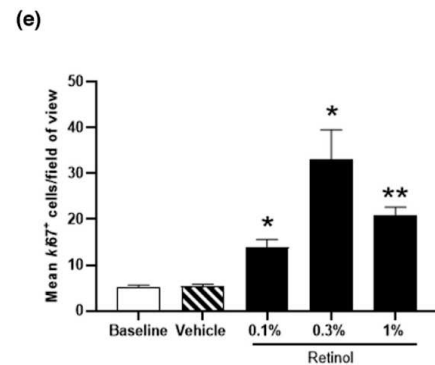 (e)
Mean ki67+ cells/field of view
50
40
30
20
10
0
*
*
**
Baseline Vehicle 0.1% 0.3% 1%
Retinol